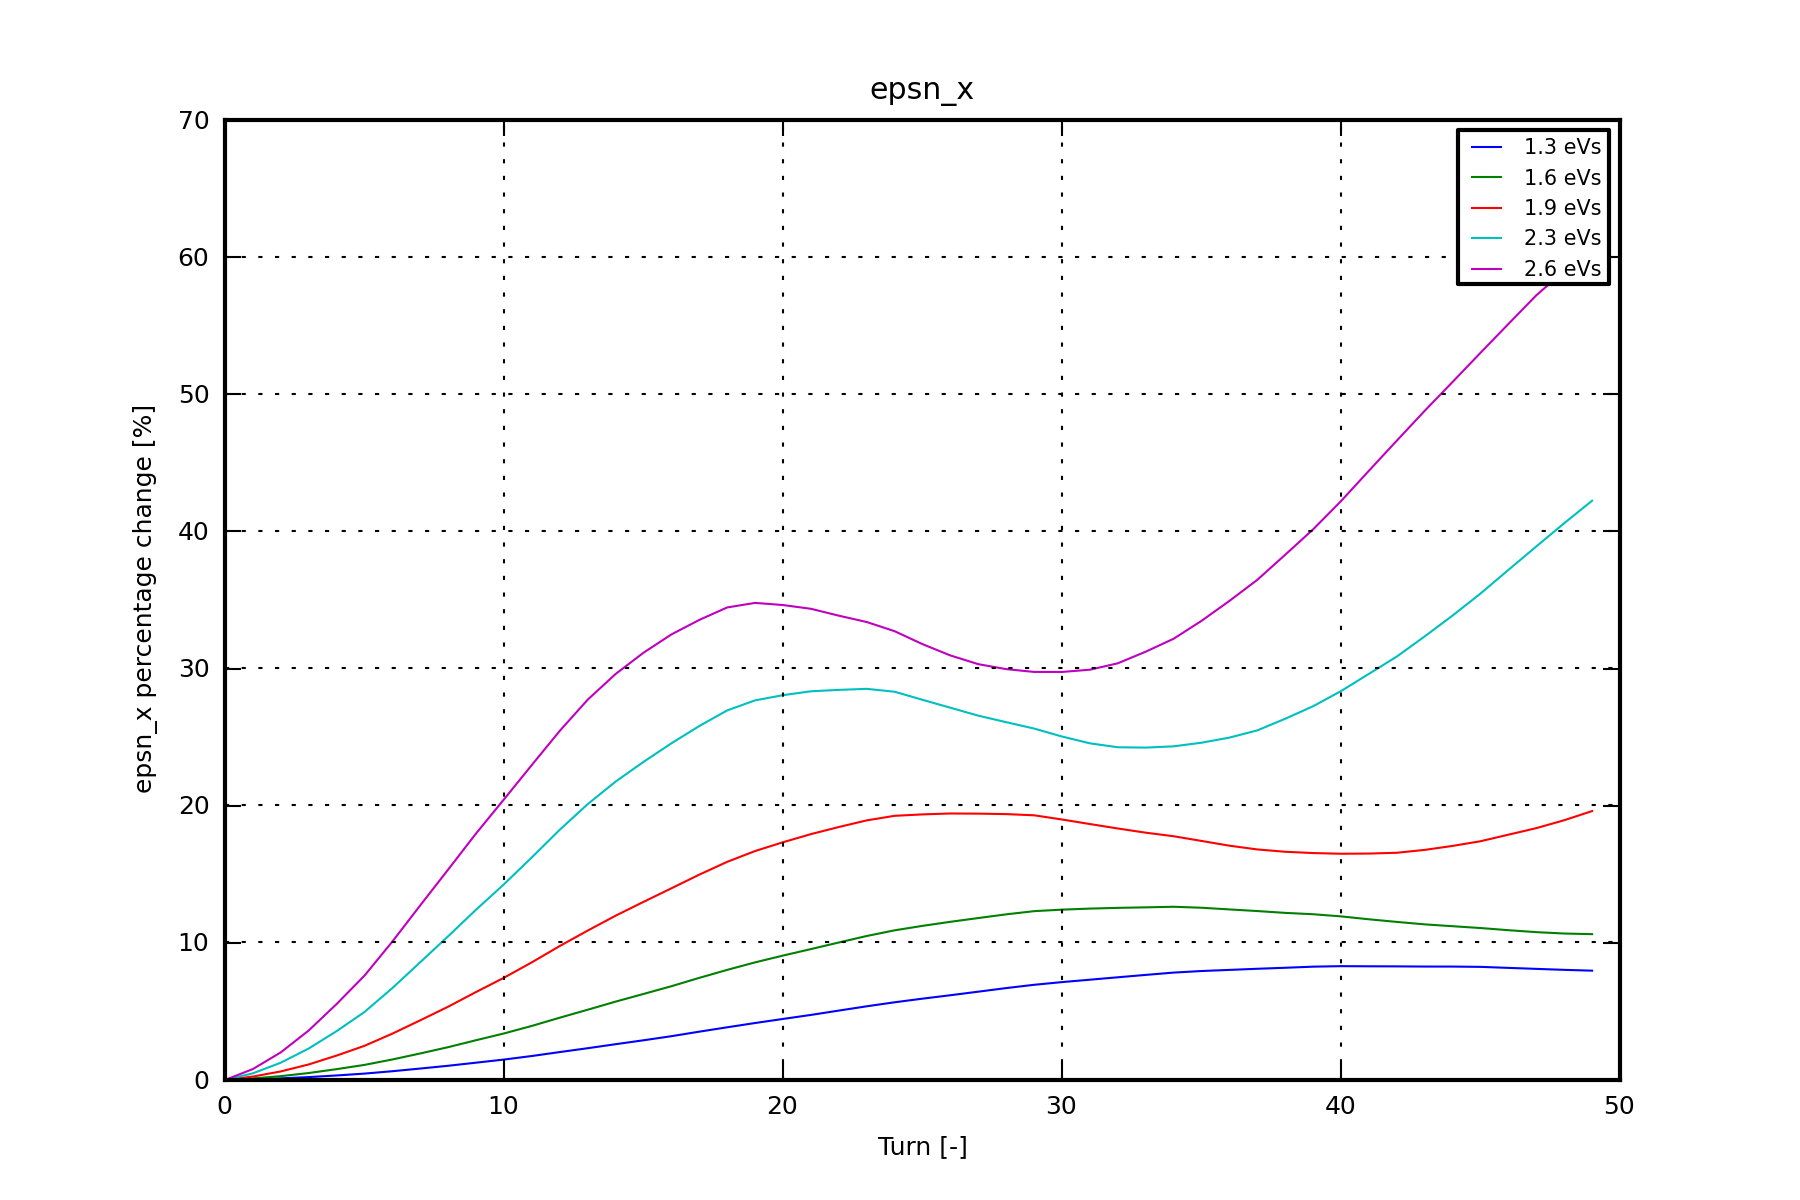 epsn_x
70
60
50
40
30
20
10
0
epsn_x percentage change [%]
1.3 eVs
1.6 eVs
1.9 eVs
2.3 eVs
2.6 eVs
0 10 20 30 40 50
Turn [-]